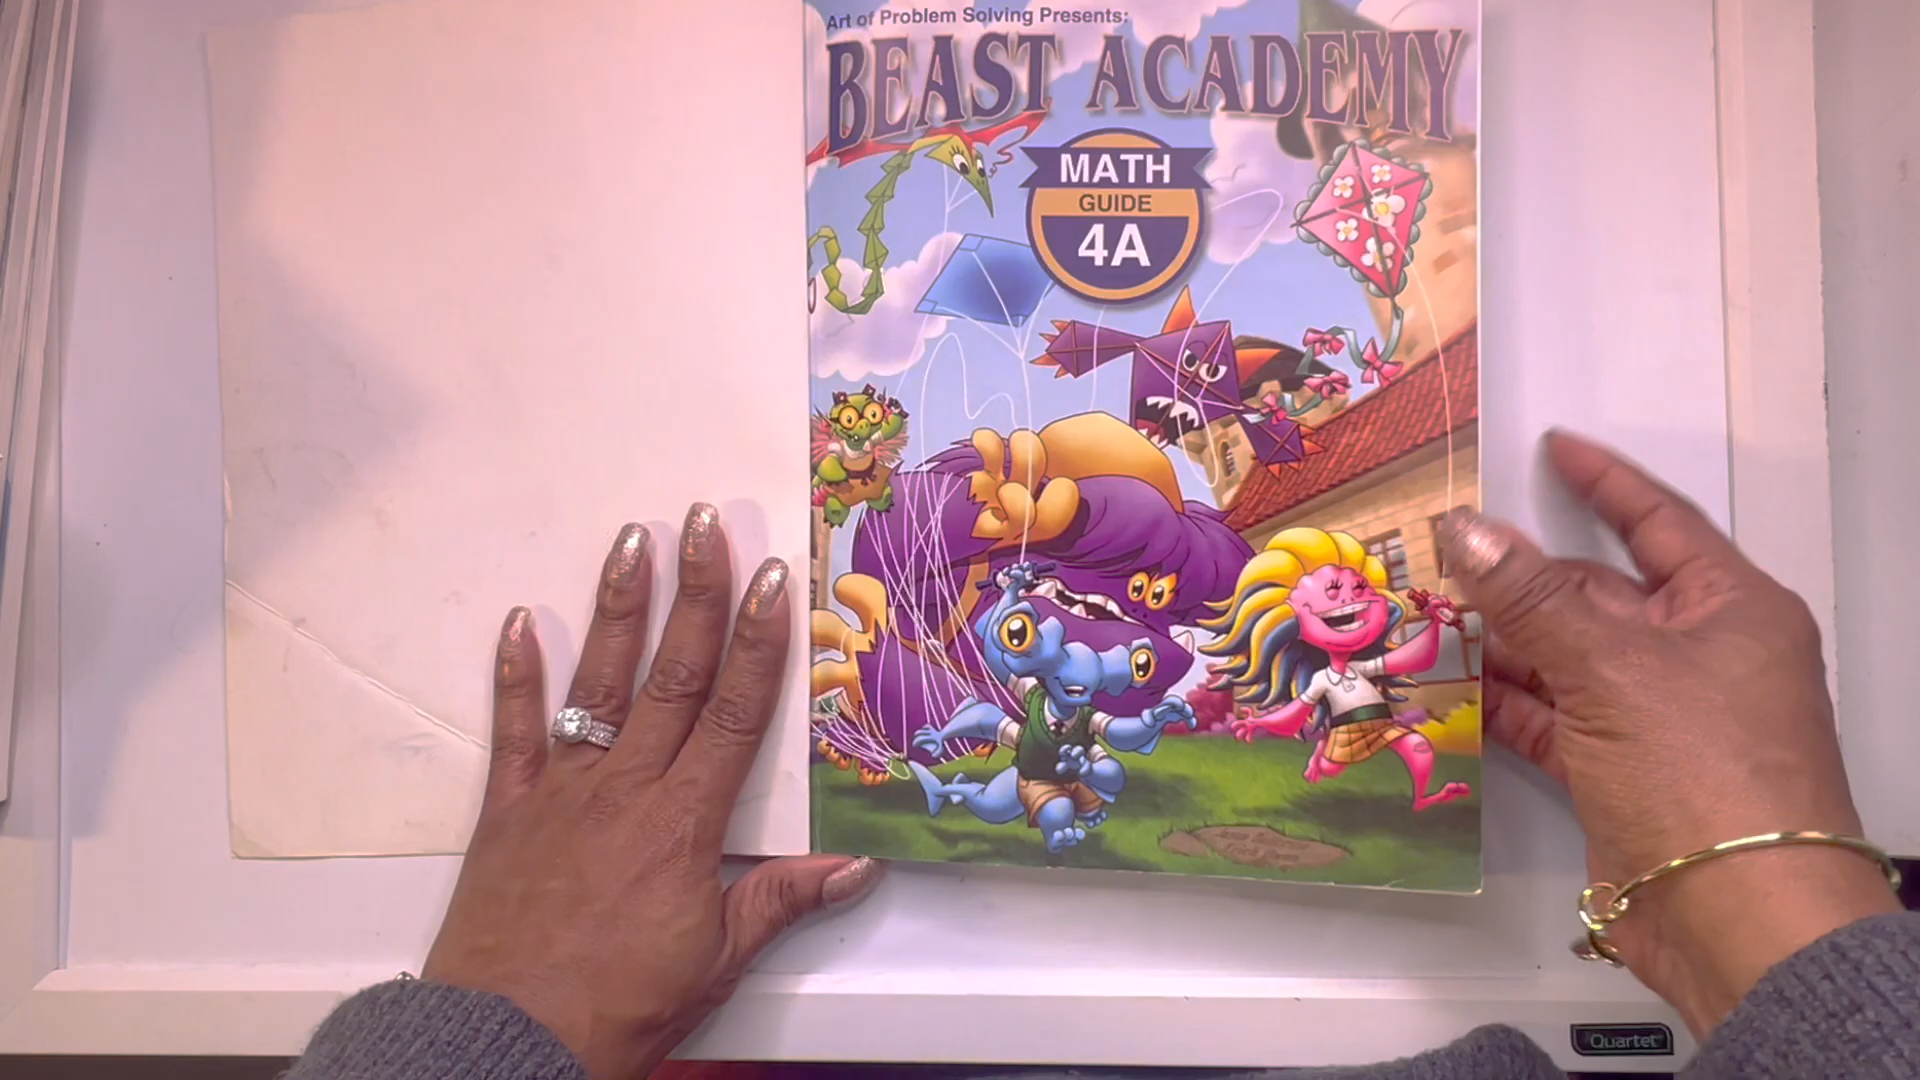 Art of Problem Solving Presents:
BEAST ACADEMY
MATH
GUIDE
4A
Quartet